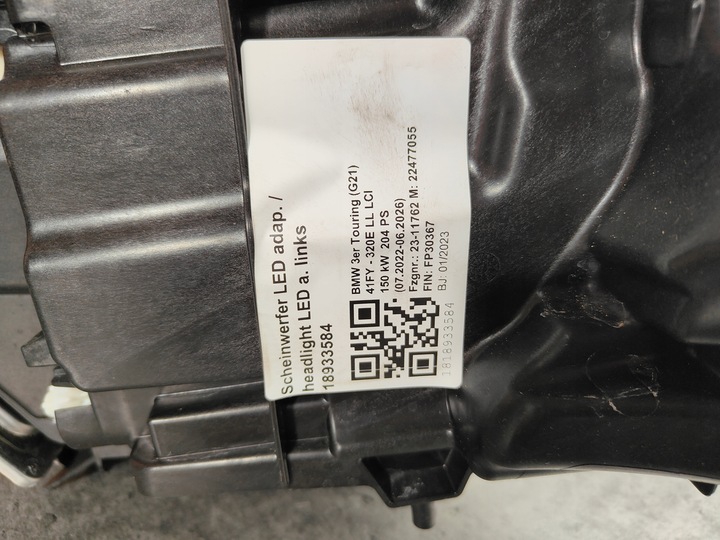 Scheinwerfer LED adap. /
headlight LED a. links
18933584
BMW 3er Touring (G21)
41FY - 320E LL LCI
150 kW 204 PS
(07.2022-06.2026)
Fzgnr.: 23-11762 M: 22477055
FIN: FP30367
BJ: 01/2023
1818933584